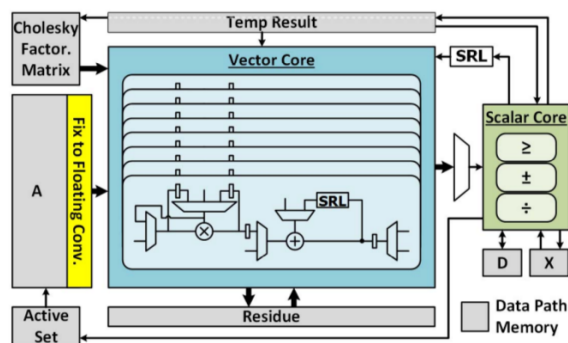 Cholesky
Factor.
Matrix
Temp Result
Vector Core
SRL
Scalar Core
≥
±
÷
A
Fix to Floating Conv.
SRL
×
+
D
X
Active
Set
Residue
Data Path
Memory